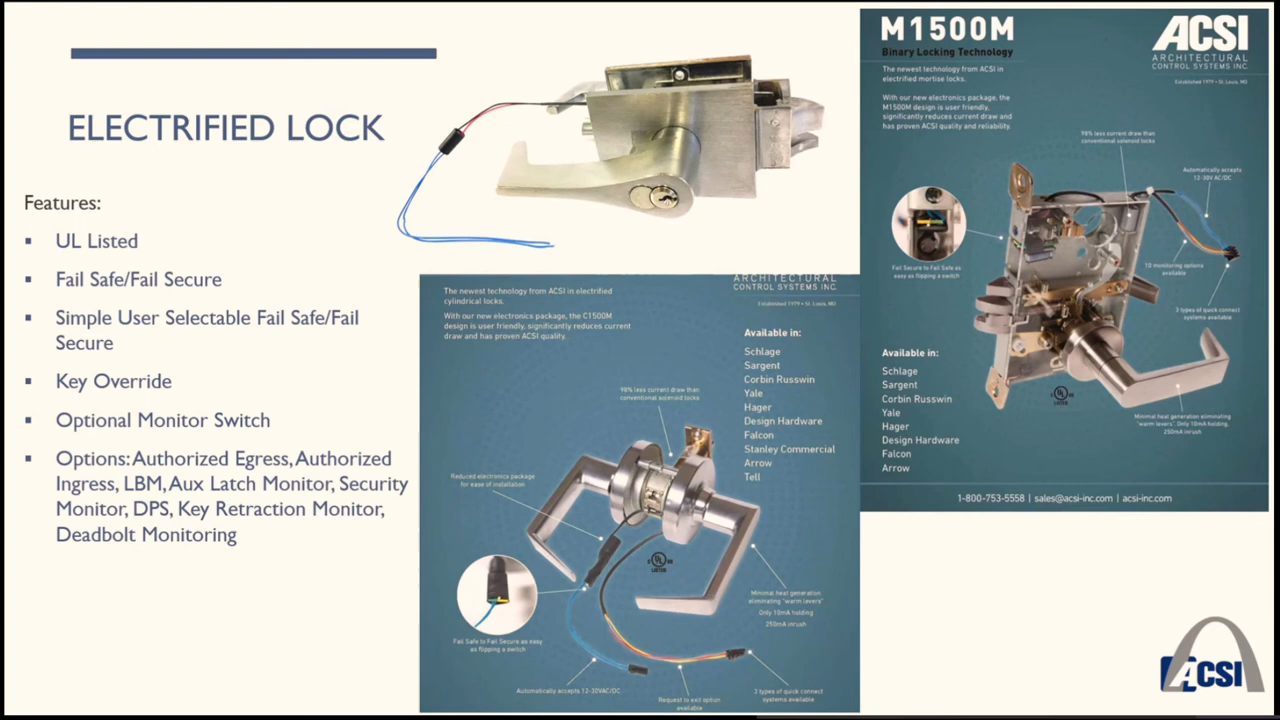 ELECTRIFIED LOCK
Features:
▪ UL Listed
▪ Fail Safe/Fail Secure
▪ Simple User Selectable Fail Safe/Fail
Secure
▪ Key Override
▪ Optional Monitor Switch
▪ Options: Authorized Egress, Authorized
Ingress, LBM, Aux Latch Monitor, Security
Monitor, DPS, Key Retraction Monitor,
Deadbolt Monitoring
ARCHITECTURAL
CONTROL SYSTEMS INC.
Established 1979 • St. Louis, MO
The newest technology from ACSI in electrified
cylindrical locks.
With our new electronics package, the C1500M
design is user friendly, significantly reduces current
draw and has proven ACSI quality.
Available in:
Schlage
Sargent
Corbin Russwin
Yale
Hager
Design Hardware
Falcon
Stanley Commercial
Arrow
Tell
98% less current draw than
conventional solenoid locks
Reduced electronics package
for ease of installation
C UL US
LISTED
Minimal heat generation
eliminating "warm levers"
Only 10mA holding
250mA inrush
Fail Safe to Fail Secure as easy
as flipping a switch
Automatically accepts 12-30VAC/DC
Request to exit option
available
3 types of quick connect
systems available
M1500M
Binary Locking Technology
ACSI
ARCHITECTURAL
CONTROL SYSTEMS INC.
Established 1979 • St. Louis, MO
The newest technology from ACSI in
electrified mortise locks.
With our new electronics package, the
M1500M design is user friendly,
significantly reduces current draw and
has proven ACSI quality and reliability.
98% less current draw than
conventional solenoid locks
Automatically accepts
12-30V AC/DC
Fail Secure to Fail Safe as
easy as flipping a switch
10 monitoring options
available
3 types of quick connect
systems available
Available in:
Schlage
Sargent
Corbin Russwin
Yale
Hager
Design Hardware
Falcon
Arrow
C UL US
LISTED
Minimal heat generation eliminating
"warm levers". Only 10mA holding,
250mA inrush
1-800-753-5558 | sales@acsi-inc.com | acsi-inc.com
ACSI